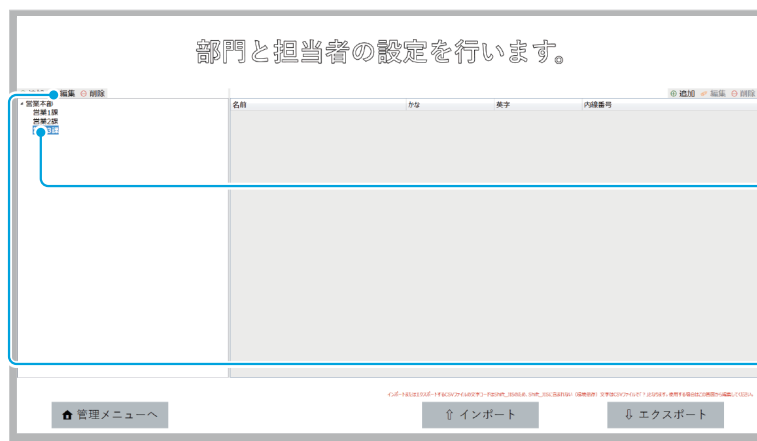 部門と担当者の設定を行います。
編集 削除
追加 編集 削除
営業本部
営業1課
営業2課
名前 かな 英字 内線番号
管理メニューへ
インポート
エクスポート